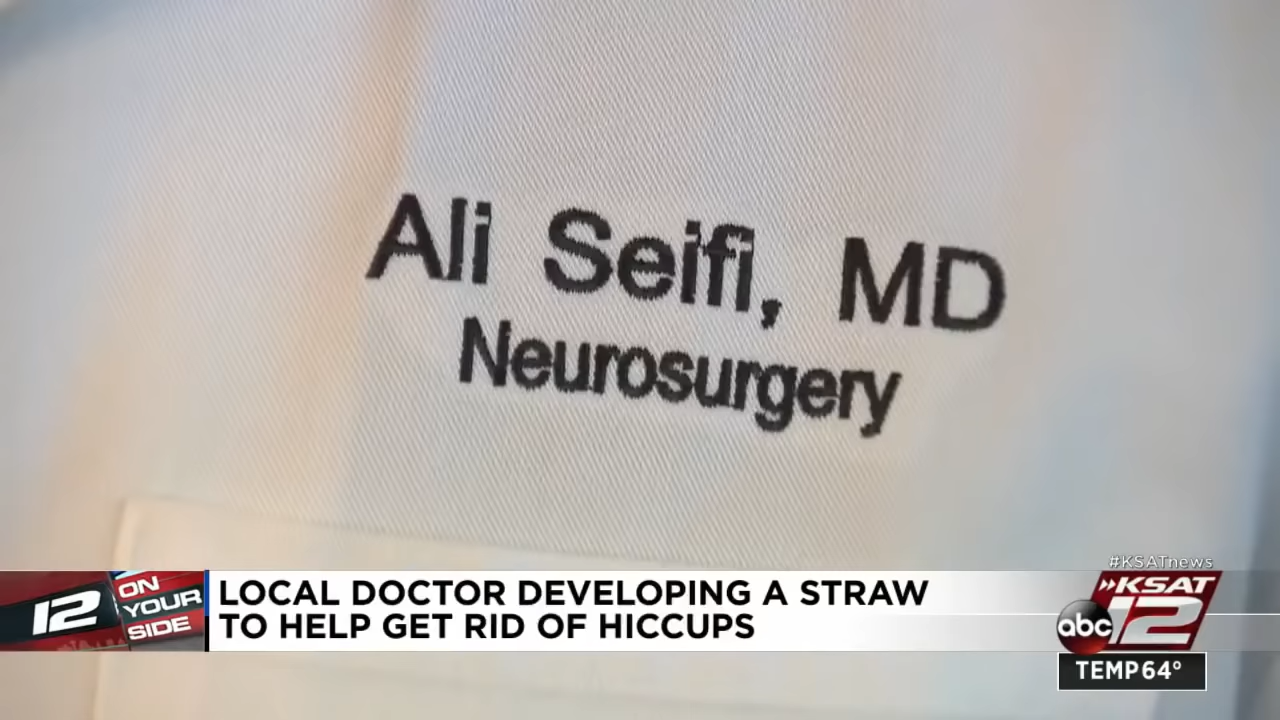 Ali Seifi, MD
Neurosurgery
#KSATnews
12 ON YOUR SIDE
LOCAL DOCTOR DEVELOPING A STRAW
TO HELP GET RID OF HICCUPS
KSAT
abc 12
TEMP 64°